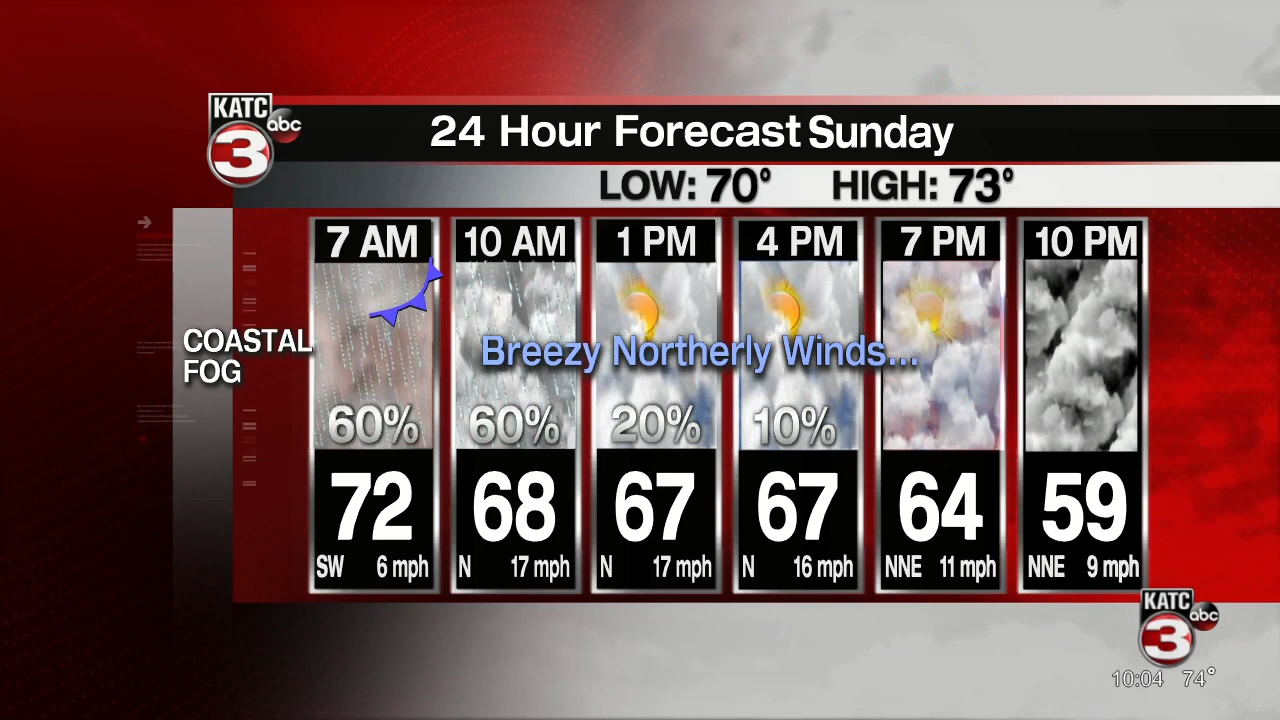 KATC
abc
3
24 Hour Forecast Sunday
LOW: 70° HIGH: 73°
7 AM 10 AM 1 PM 4 PM 7 PM 10 PM
COASTAL
FOG
Breezy Northerly Winds...
60% 60% 20% 10%
72 68 67 67 64 59
SW 6 mph N 17 mph N 17 mph N 16 mph NNE 11 mph NNE 9 mph
KATC
abc
3
10:04 74°